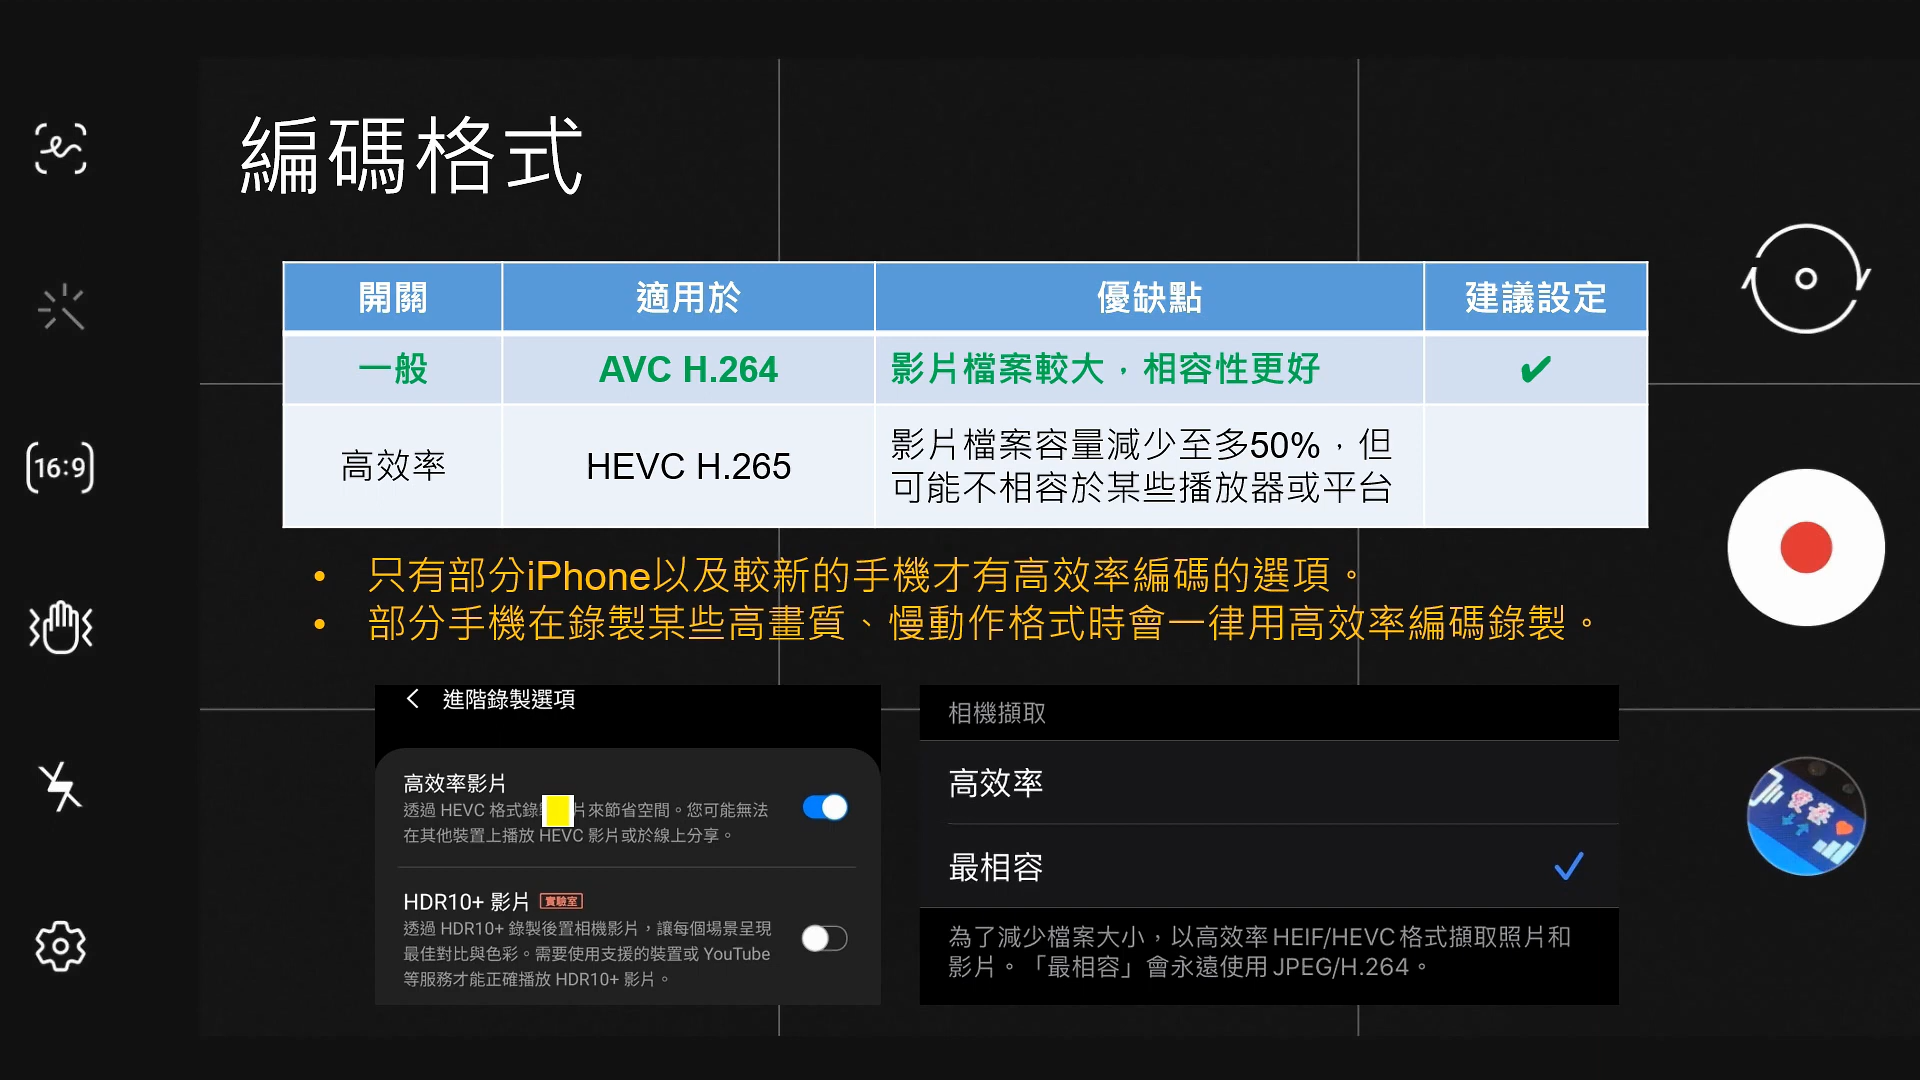 編碼格式
開關 適用於 優缺點 建議設定
一般 AVC H.264 影片檔案較大，相容性更好 ✔
高效率 HEVC H.265 影片檔案容量減少至多50%，但
可能不相容於某些播放器或平台
16:9
• 只有部分iPhone以及較新的手機才有高效率編碼的選項。
• 部分手機在錄製某些高畫質、慢動作格式時會一律用高效率編碼錄製。
進階錄製選項
高效率影片
透過 HEVC 格式錄 片來節省空間。您可能無法
在其他裝置上播放 HEVC 影片或於線上分享。
HDR10+ 影片 實驗室
透過 HDR10+ 錄製後置相機影片，讓每個場景呈現
最佳對比與色彩。需要使用支援的裝置或 YouTube
等服務才能正確播放 HDR10+ 影片。
相機擷取
高效率
最相容
為了減少檔案大小，以高效率 HEIF/HEVC 格式擷取照片和
影片。「最相容」會永遠使用 JPEG/H.264。